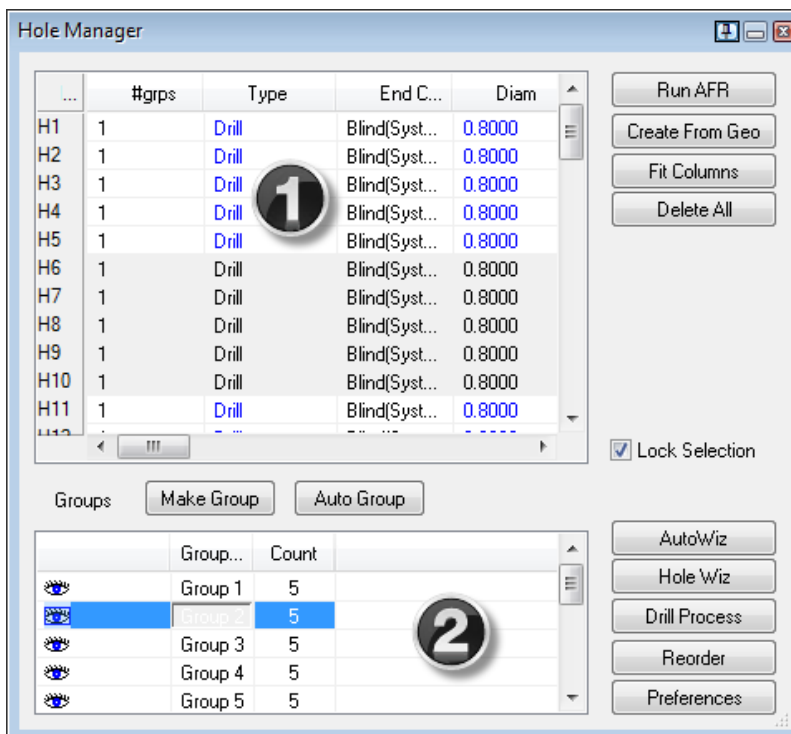 Hole Manager
... #grps Type End C... Diam
H1 1 Drill Blind(Syst... 0.8000
H2 1 Drill Blind(Syst... 0.8000
H3 1 Drill Blind(Syst... 0.8000
H4 1 Drill Blind(Syst... 0.8000
H5 1 Drill Blind(Syst... 0.8000
H6 1 Drill Blind(Syst... 0.8000
H7 1 Drill Blind(Syst... 0.8000
H8 1 Drill Blind(Syst... 0.8000
H9 1 Drill Blind(Syst... 0.8000
H10 1 Drill Blind(Syst... 0.8000
H11 1 Drill Blind(Syst... 0.8000
1
Run AFR
Create From Geo
Fit Columns
Delete All
Lock Selection
Groups Make Group Auto Group
Group... Count
Group 1 5
Group 2 5
Group 3 5
Group 4 5
Group 5 5
2
AutoWiz
Hole Wiz
Drill Process
Reorder
Preferences